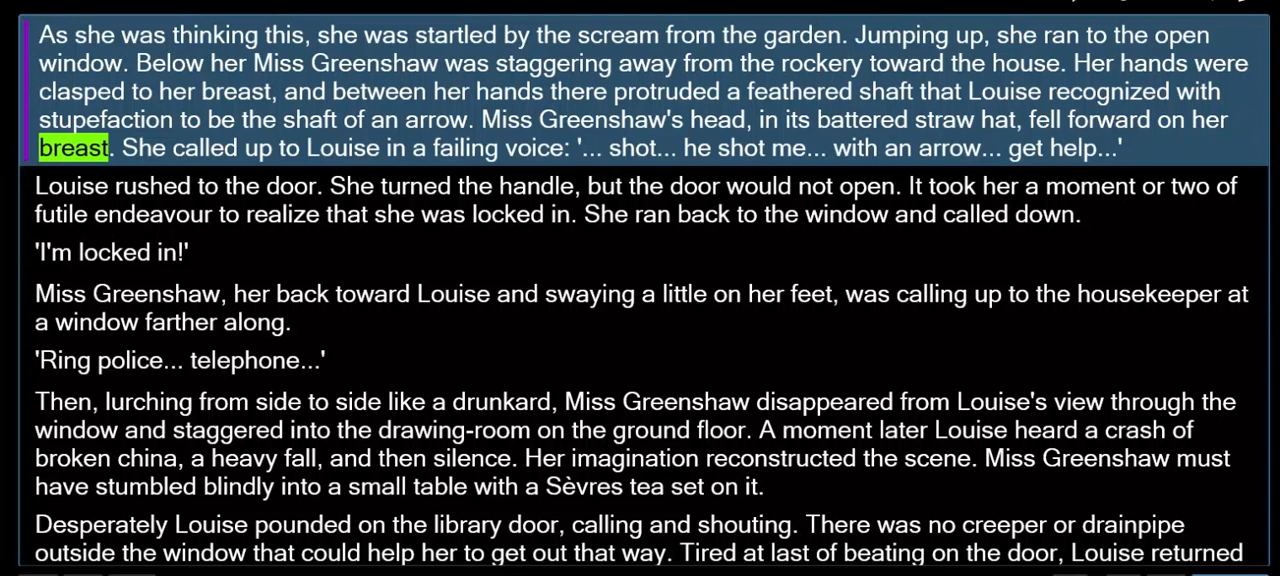 As she was thinking this, she was startled by the scream from the garden. Jumping up, she ran to the open
window. Below her Miss Greenshaw was staggering away from the rockery toward the house. Her hands were
clasped to her breast, and between her hands there protruded a feathered shaft that Louise recognized with
stupefaction to be the shaft of an arrow. Miss Greenshaw's head, in its battered straw hat, fell forward on her
breast. She called up to Louise in a failing voice: '... shot... he shot me... with an arrow... get help...'
Louise rushed to the door. She turned the handle, but the door would not open. It took her a moment or two of
futile endeavour to realize that she was locked in. She ran back to the window and called down.
'I'm locked in!'
Miss Greenshaw, her back toward Louise and swaying a little on her feet, was calling up to the housekeeper at
a window farther along.
'Ring police... telephone...'
Then, lurching from side to side like a drunkard, Miss Greenshaw disappeared from Louise's view through the
window and staggered into the drawing-room on the ground floor. A moment later Louise heard a crash of
broken china, a heavy fall, and then silence. Her imagination reconstructed the scene. Miss Greenshaw must
have stumbled blindly into a small table with a Sèvres tea set on it.
Desperately Louise pounded on the library door, calling and shouting. There was no creeper or drainpipe
outside the window that could help her to get out that way. Tired at last of beating on the door, Louise returned